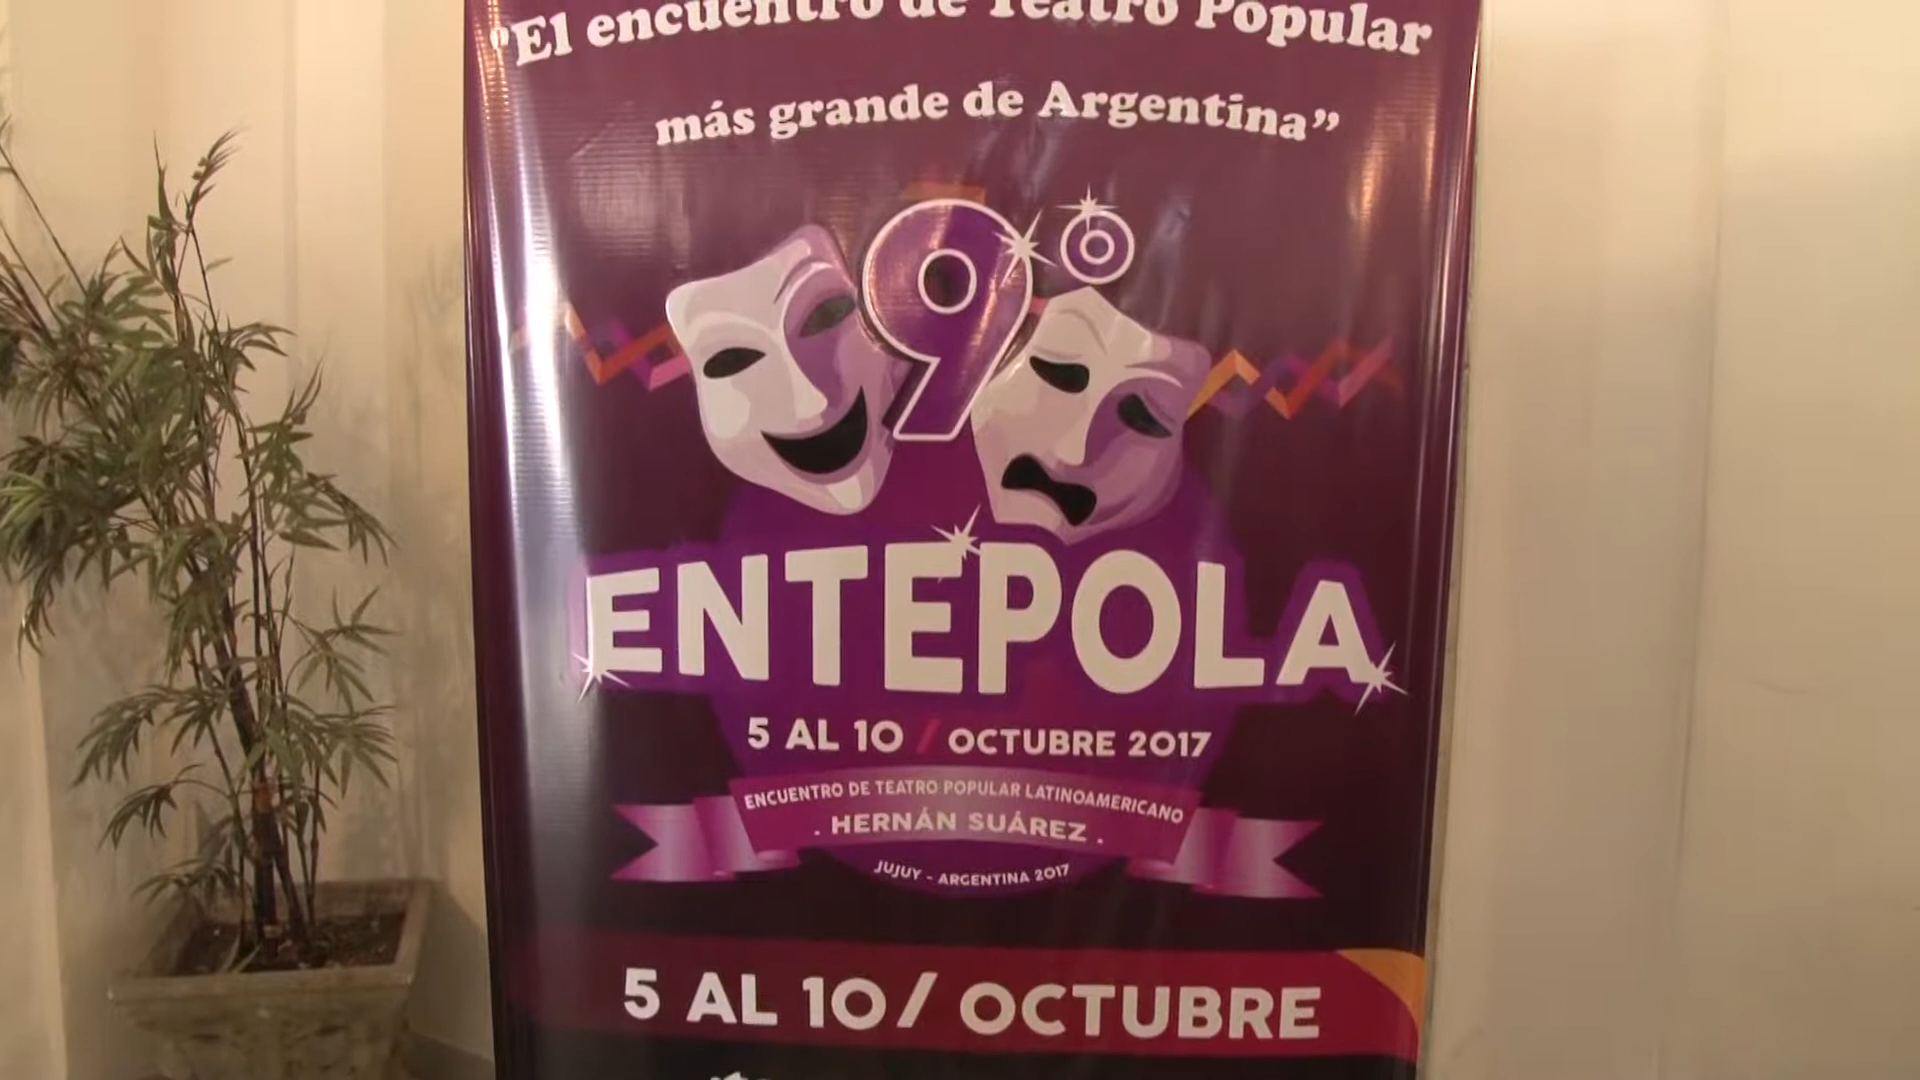 "El encuentro de Teatro Popular
más grande de Argentina”
9º
ENTEPOLA
5 AL 10 / OCTUBRE 2017
ENCUENTRO DE TEATRO POPULAR LATINOAMERICANO
. HERNÁN SUÁREZ .
JUJUY - ARGENTINA 2017
5 AL 10/ OCTUBRE